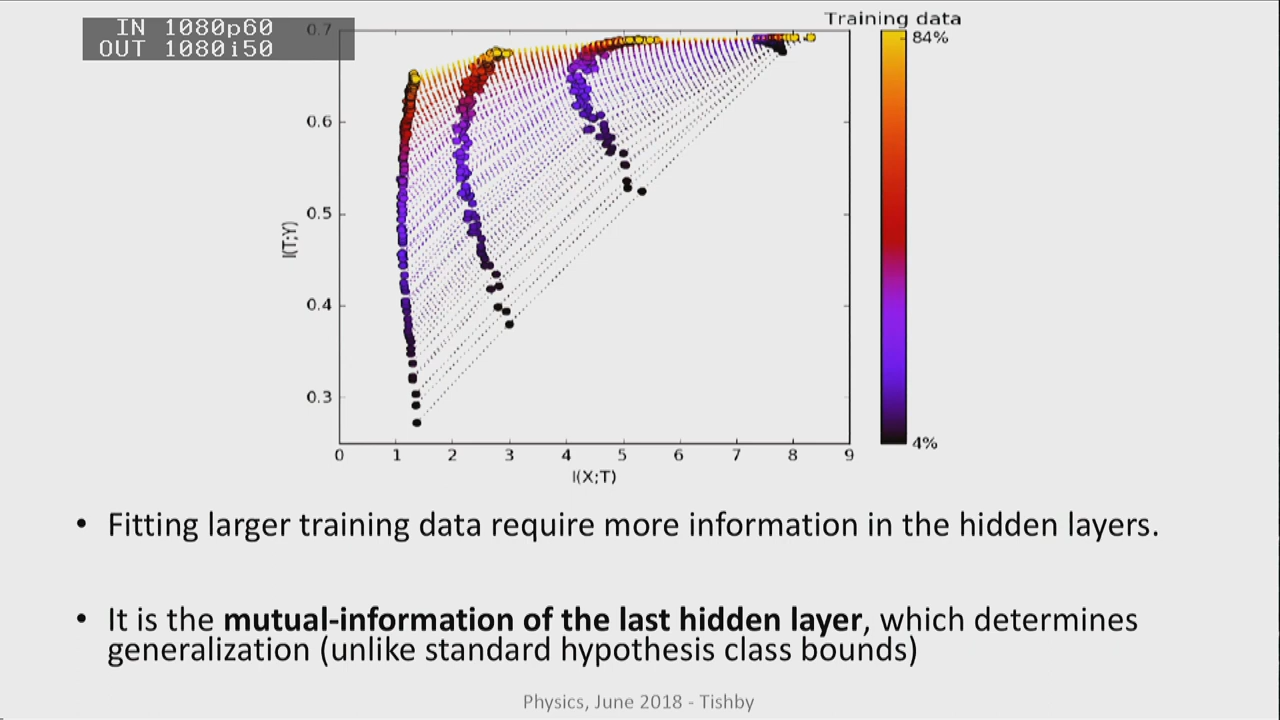 IN 1080p60
OUT 1080i50
Training data
84%
4%
0.7
0.6
0.5
0.4
0.3
I(T;Y)
0 1 2 3 4 5 6 7 8 9
I(X;T)
• Fitting larger training data require more information in the hidden layers.
• It is the mutual-information of the last hidden layer, which determines
generalization (unlike standard hypothesis class bounds)
Physics, June 2018 - Tishby